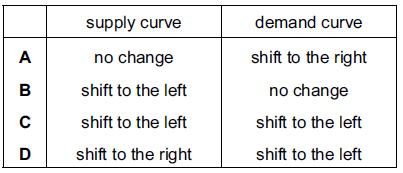 supply curve demand curve
A no change shift to the right
B shift to the left no change
C shift to the left shift to the left
D shift to the right shift to the left